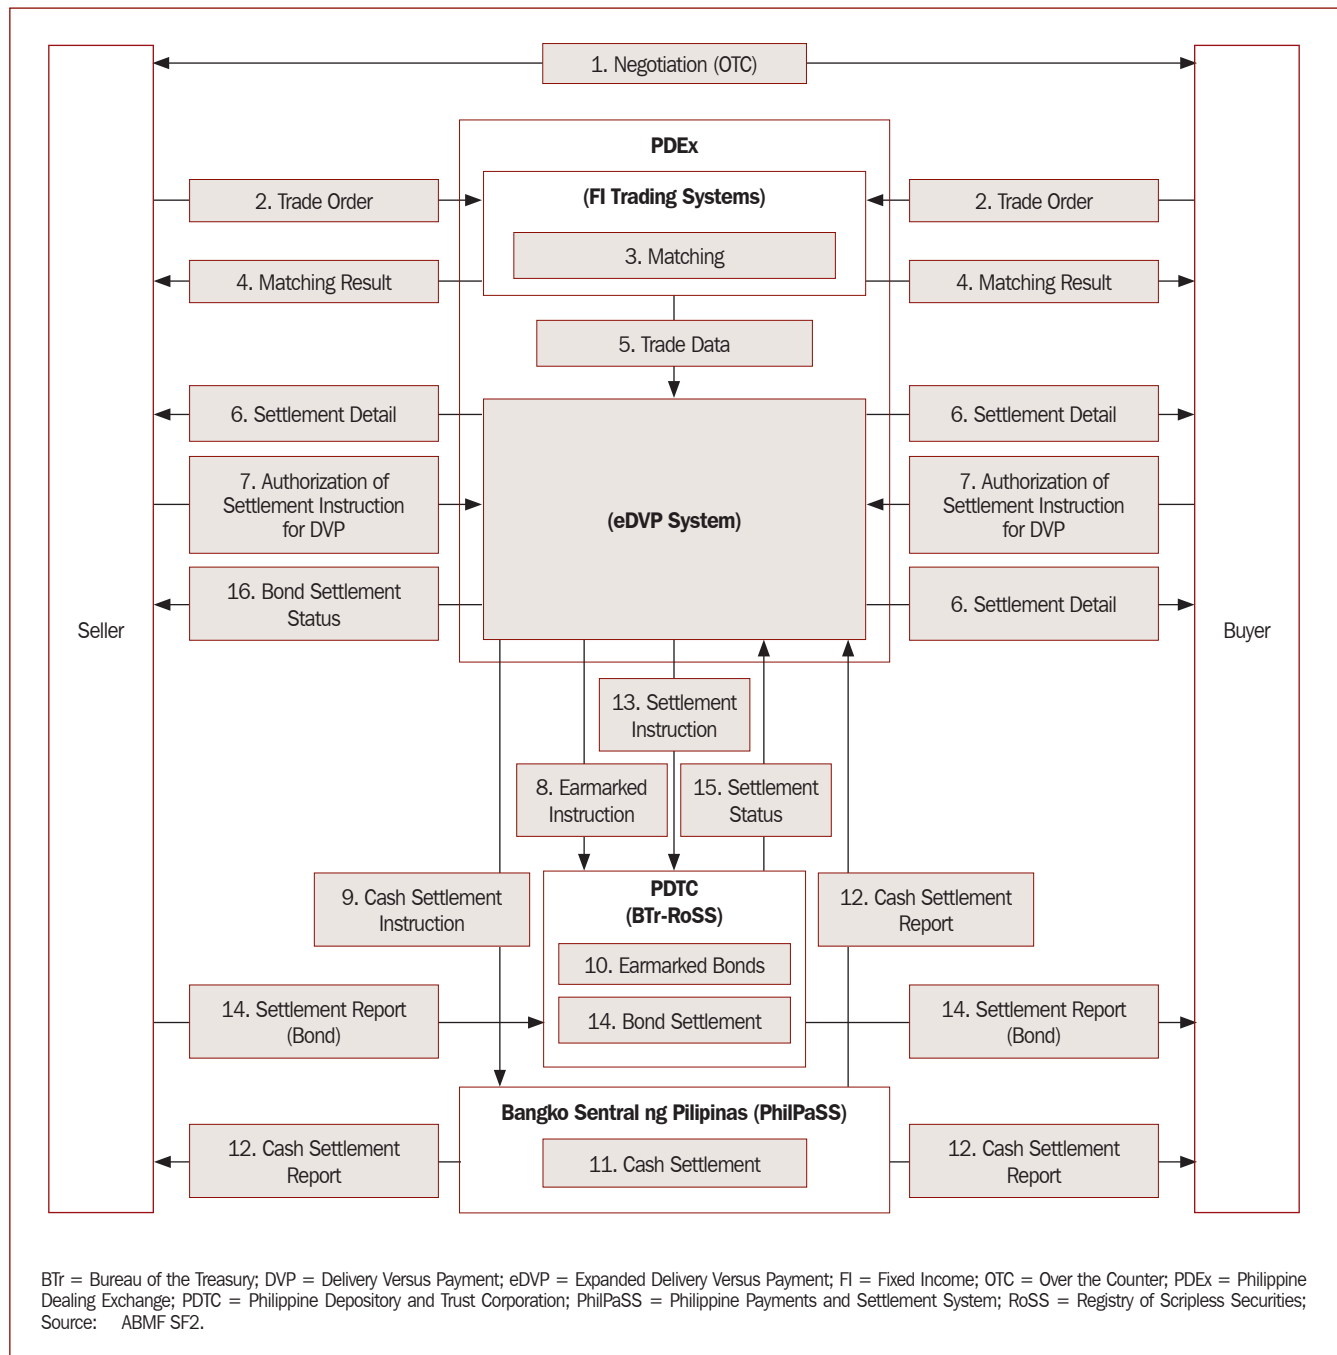 1. Negotiation (OTC)
PDEx
(FI Trading Systems)
2. Trade Order
2. Trade Order
3. Matching
4. Matching Result
4. Matching Result
5. Trade Data
6. Settlement Detail
6. Settlement Detail
7. Authorization of
Settlement Instruction
for DVP
(eDVP System)
7. Authorization of
Settlement Instruction
for DVP
16. Bond Settlement
Status
6. Settlement Detail
Seller
Buyer
13. Settlement
Instruction
8. Earmarked
Instruction
15. Settlement
Status
9. Cash Settlement
Instruction
PDTC
(BTr-RoSS)
12. Cash Settlement
Report
10. Earmarked Bonds
14. Settlement Report
(Bond)
14. Bond Settlement
14. Settlement Report
(Bond)
Bangko Sentral ng Pilipinas (PhilPaSS)
12. Cash Settlement
Report
11. Cash Settlement
12. Cash Settlement
Report
BTr = Bureau of the Treasury; DVP = Delivery Versus Payment; eDVP = Expanded Delivery Versus Payment; FI = Fixed Income; OTC = Over the Counter; PDEx = Philippine
Dealing Exchange; PDTC = Philippine Depository and Trust Corporation; PhilPaSS = Philippine Payments and Settlement System; RoSS = Registry of Scripless Securities;
Source: ABMF SF2.